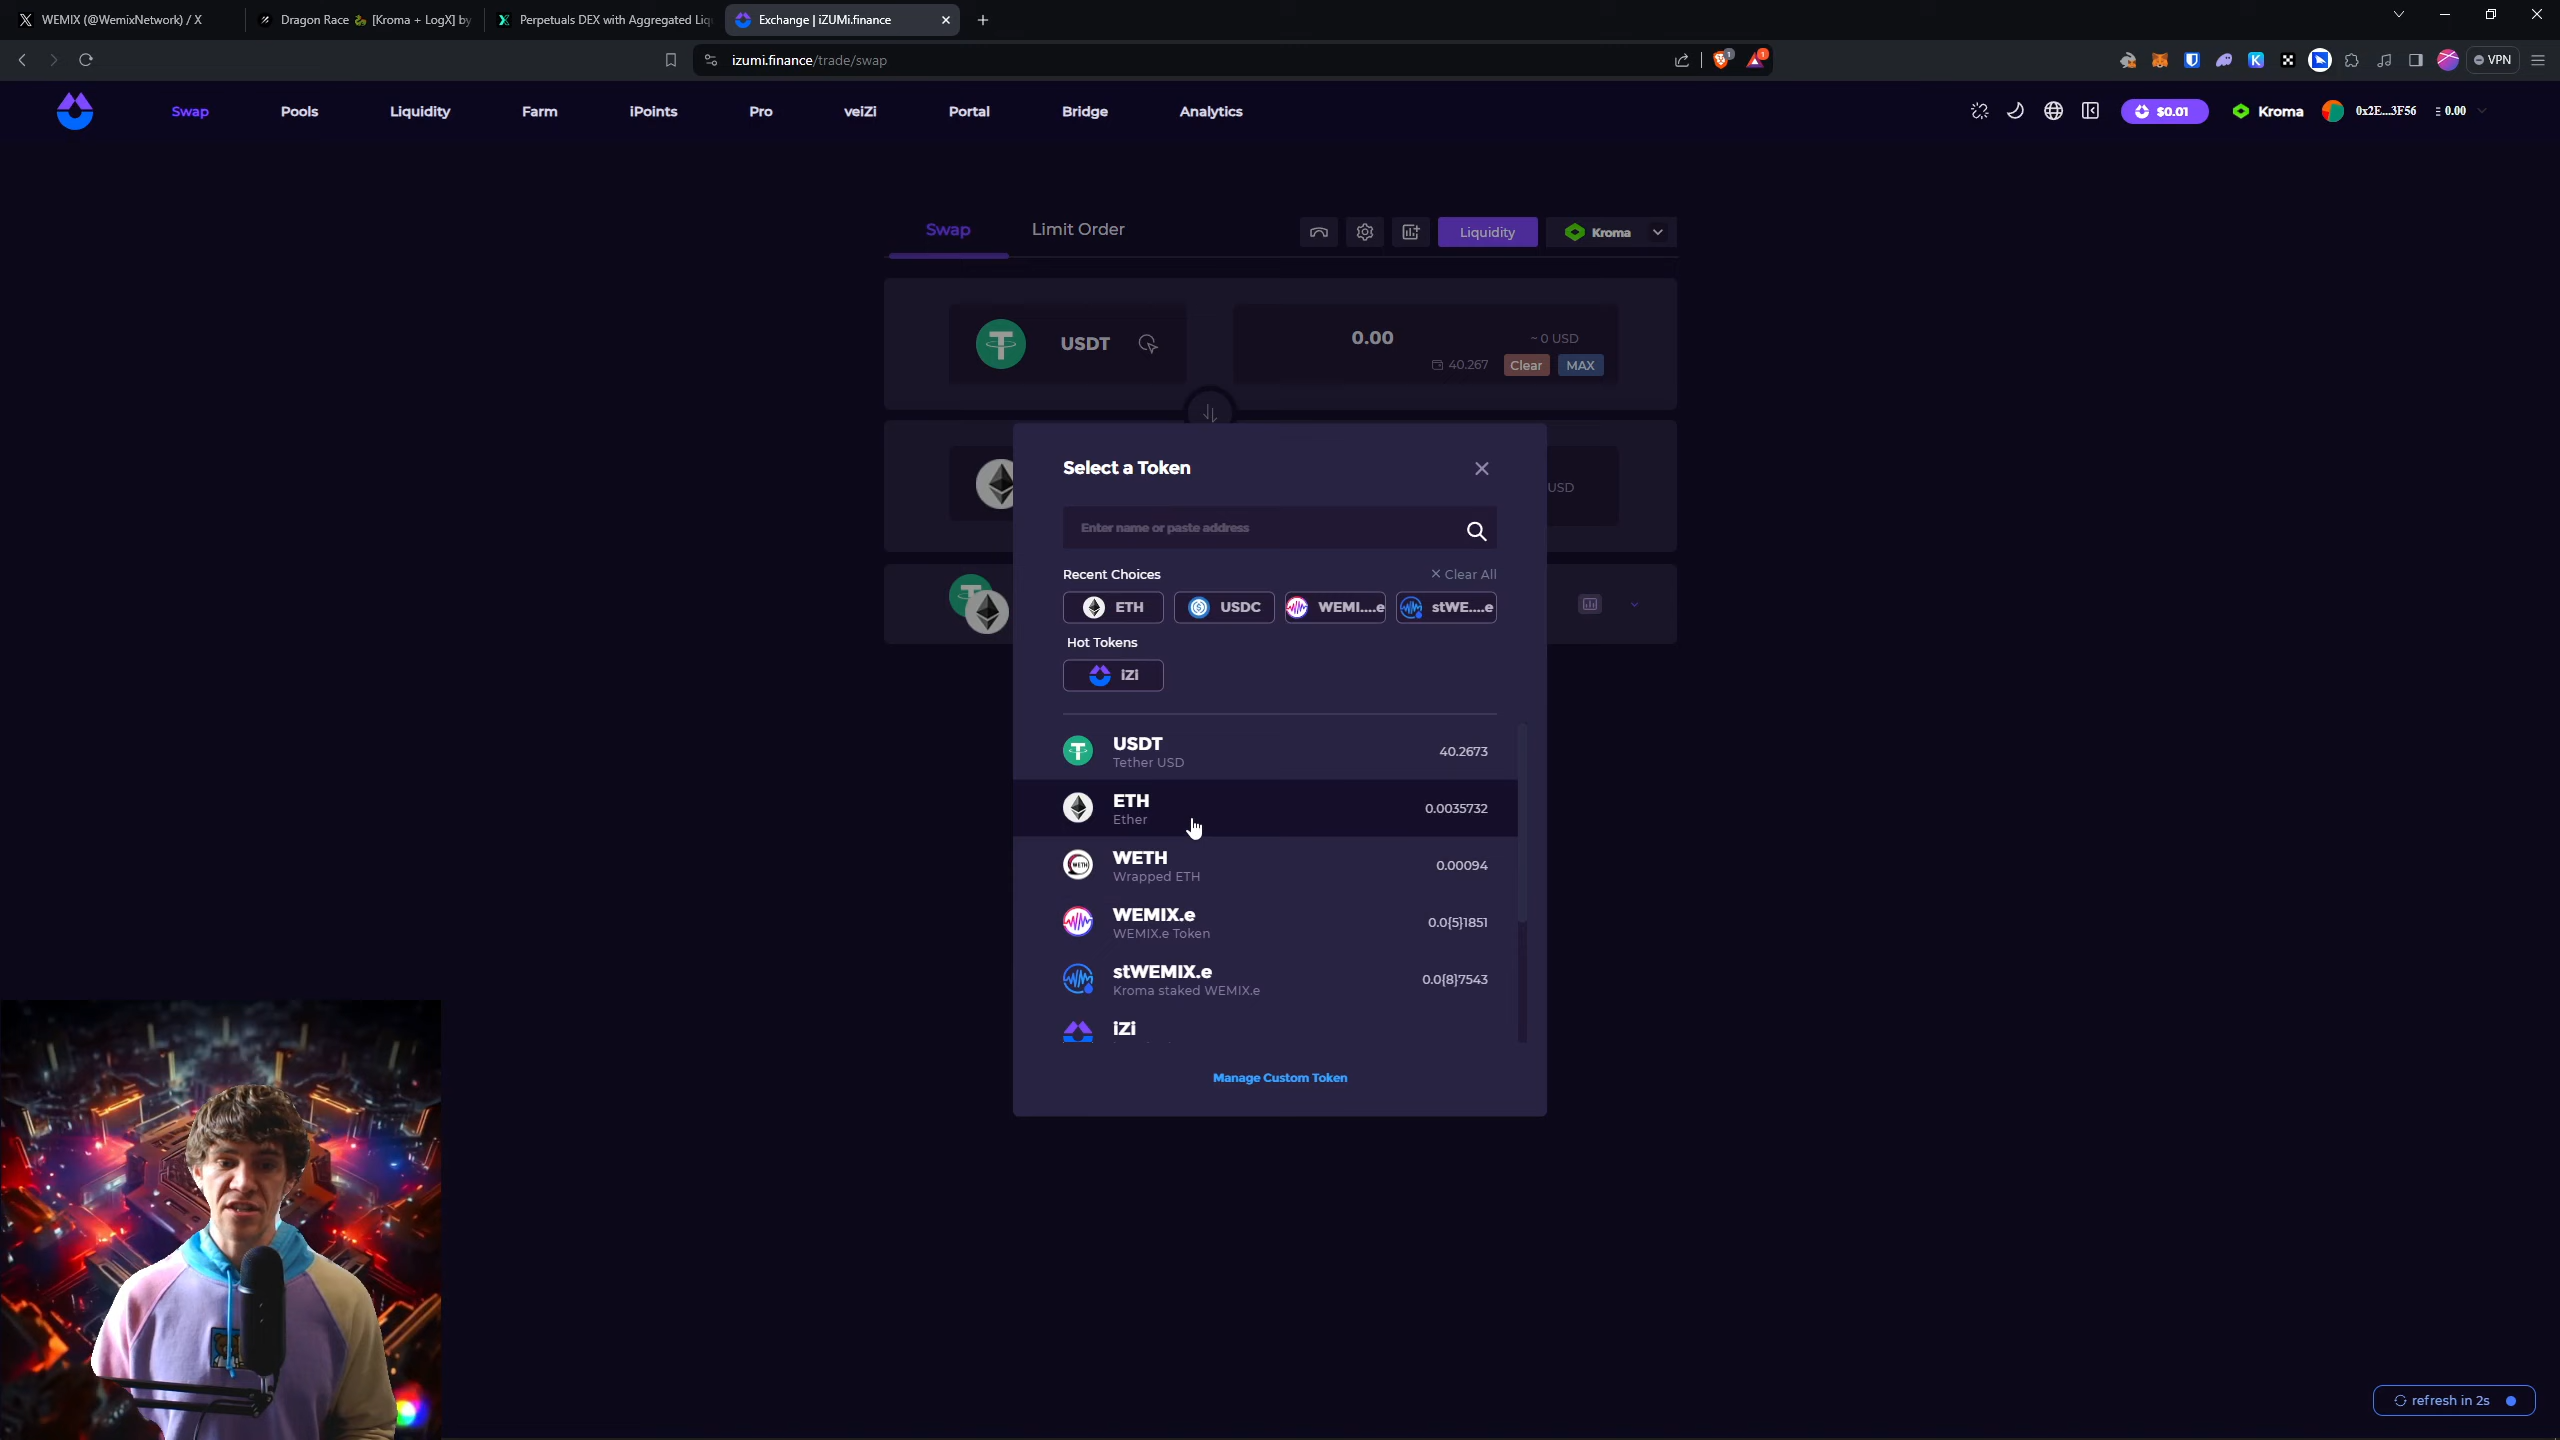 WEMIX (@WemixNetwork) / X
Dragon Race 🐉 [Kroma + LogX] by
Perpetuals DEX with Aggregated Liq
Exchange | iZUMi.finance
izumi.finance/trade/swap
1
1
VPN
Swap
Pools
Liquidity
Farm
iPoints
Pro
veiZi
Portal
Bridge
Analytics
$0.01
Kroma
0x2E...3F56
0.00
Swap
Limit Order
Liquidity
Kroma
USDT
0.00
~ 0 USD
40.267
Clear
MAX
USD
Select a Token
Enter name or paste address
Recent Choices
Clear All
ETH
USDC
WEMI....e
stWE....e
Hot Tokens
iZi
USDT
Tether USD
40.2673
ETH
Ether
0.0035732
WETH
Wrapped ETH
0.00094
WEMIX.e
WEMIX.e Token
0.0{5}1851
stWEMIX.e
Kroma staked WEMIX.e
0.0{8}7543
iZi
Manage Custom Token
refresh in 2s